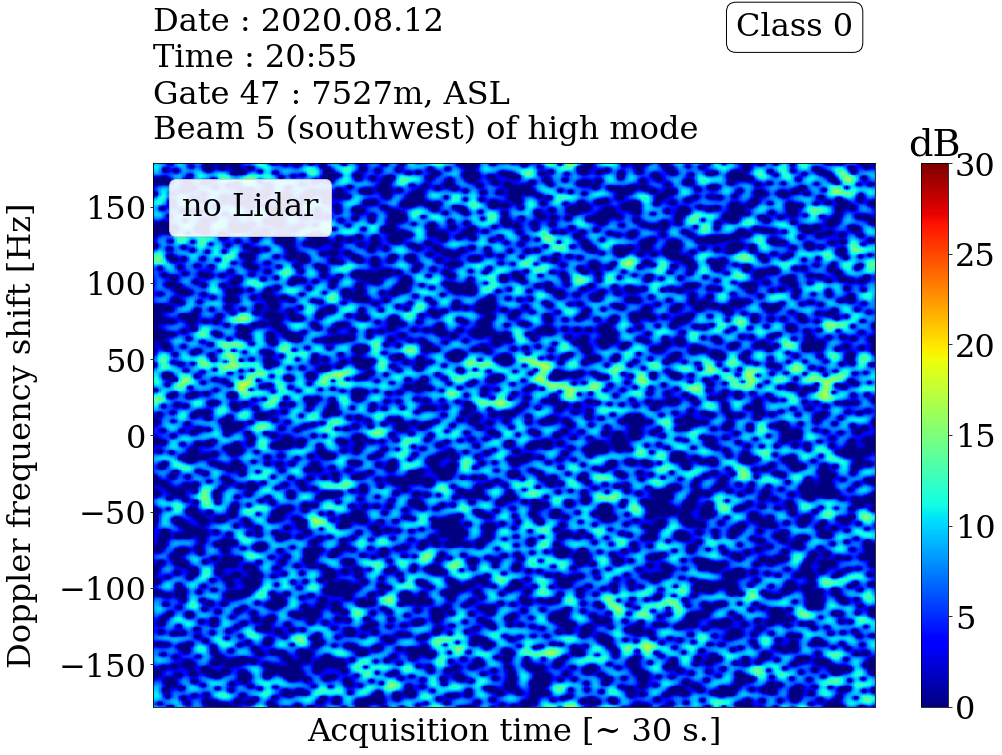 Date : 2020.08.12
Time : 20:55
Gate 47 : 7527m, ASL
Beam 5 (southwest) of high mode
Class 0
dB
no Lidar
Doppler frequency shift [Hz]
150
100
50
0
−50
−100
−150
30
25
20
15
10
5
0
Acquisition time [~ 30 s.]